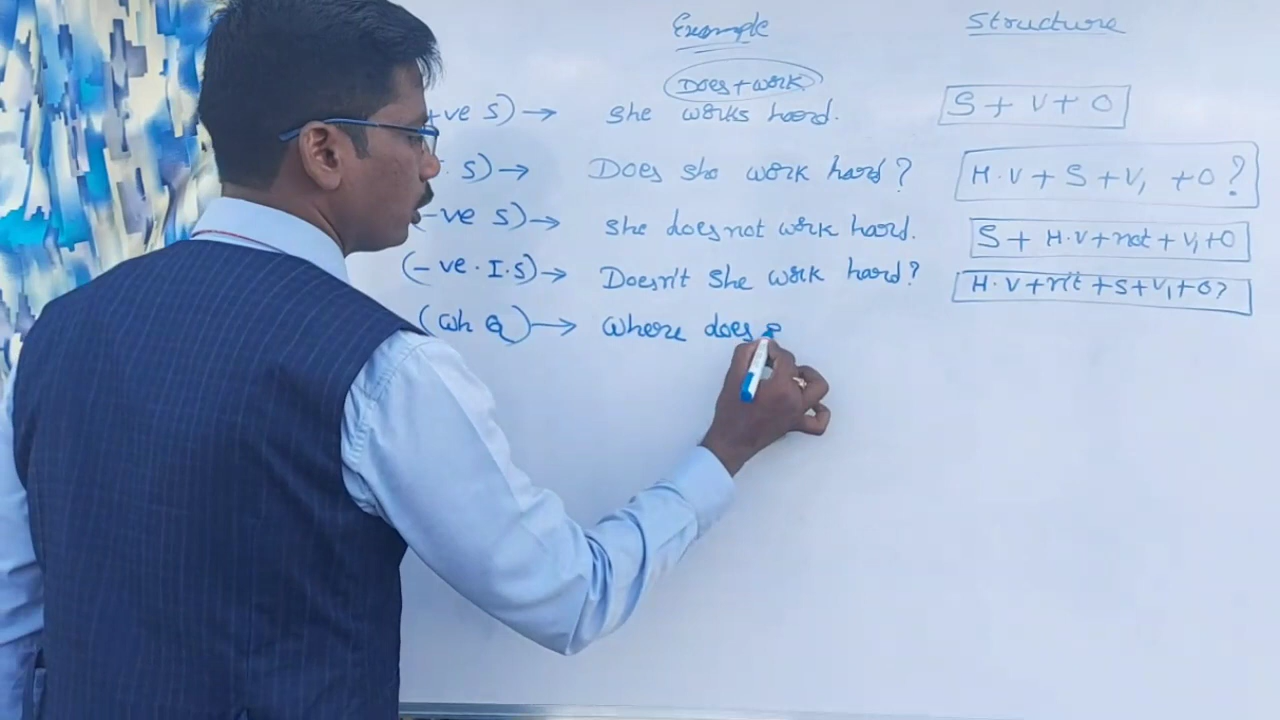 Example Structure
Does + work
+ve S) → She works hard. S + V + O
. S) → Does she work hard? H.V + S + V₁ + O?
-ve S) → She does not work hard. S + H.V + not + V₁ + O
(-ve. I. S) → Doesn't She work hard? H.V + n't + S + V₁ + O?
(Wh Q) → Where does